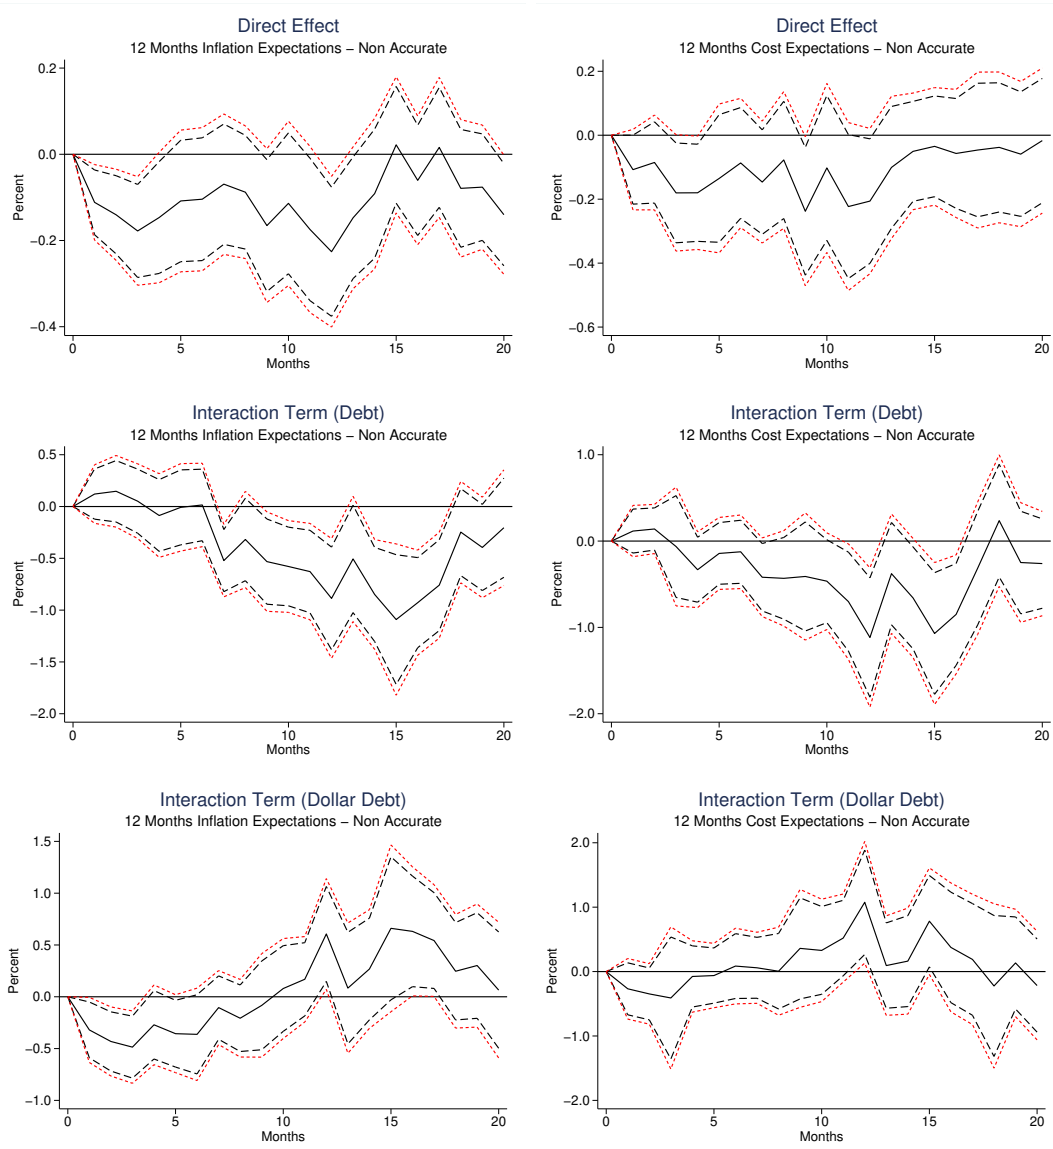 Direct Effect
12 Months Inflation Expectations – Non Accurate
0.2
0.0
−0.2
−0.4
Percent
0 5 10 15 20
Months
Direct Effect
12 Months Cost Expectations – Non Accurate
0.2
0.0
−0.2
−0.4
−0.6
Percent
0 5 10 15 20
Months
Interaction Term (Debt)
12 Months Inflation Expectations – Non Accurate
0.5
0.0
−0.5
−1.0
−1.5
−2.0
Percent
0 5 10 15 20
Months
Interaction Term (Debt)
12 Months Cost Expectations – Non Accurate
1.0
0.0
−1.0
−2.0
Percent
0 5 10 15 20
Months
Interaction Term (Dollar Debt)
12 Months Inflation Expectations – Non Accurate
1.5
1.0
0.5
0.0
−0.5
−1.0
Percent
0 5 10 15 20
Months
Interaction Term (Dollar Debt)
12 Months Cost Expectations – Non Accurate
2.0
1.0
0.0
−1.0
−2.0
Percent
0 5 10 15 20
Months